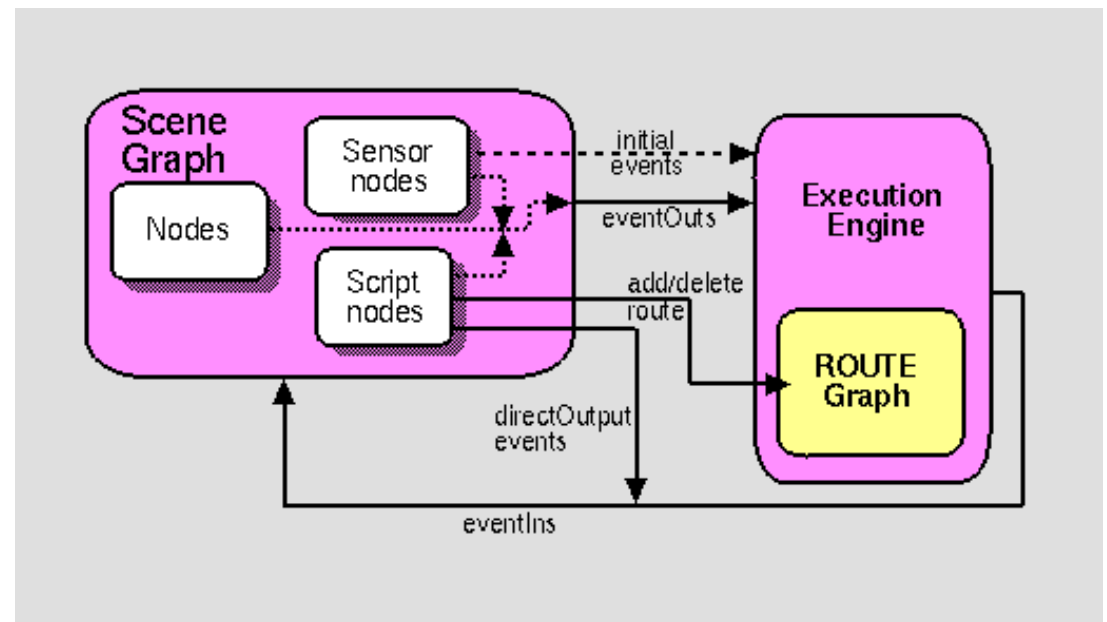 Scene
Graph
Sensor
nodes
Nodes
Script
nodes
initial
events
eventOuts
add/delete
route
directOutput
events
eventIns
Execution
Engine
ROUTE
Graph